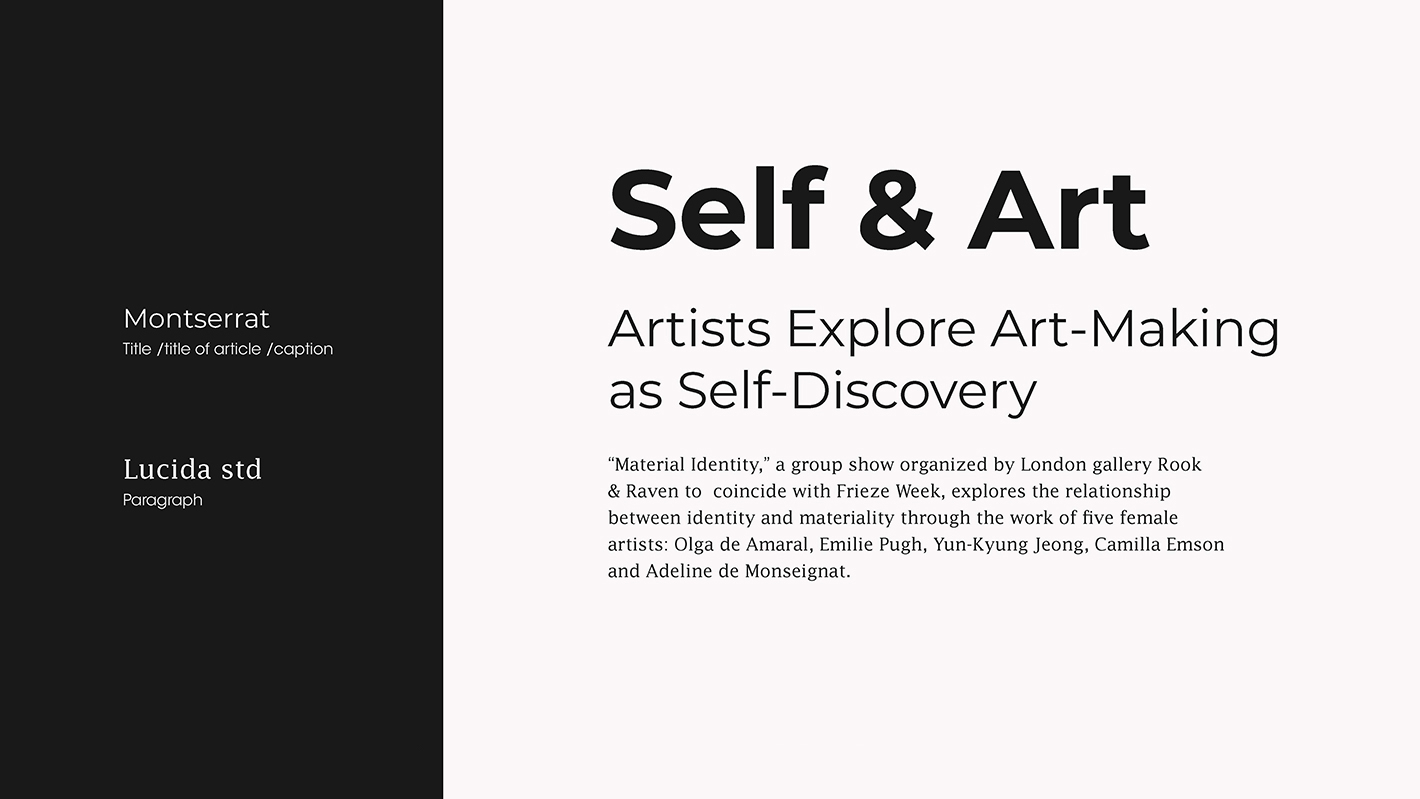 Montserrat
Title /title of article /caption
Lucida std
Paragraph
Self & Art
Artists Explore Art-Making
as Self-Discovery
“Material Identity,” a group show organized by London gallery Rook
& Raven to  coincide with Frieze Week, explores the relationship
between identity and materiality through the work of five female
artists: Olga de Amaral, Emilie Pugh, Yun-Kyung Jeong, Camilla Emson
and Adeline de Monseignat.